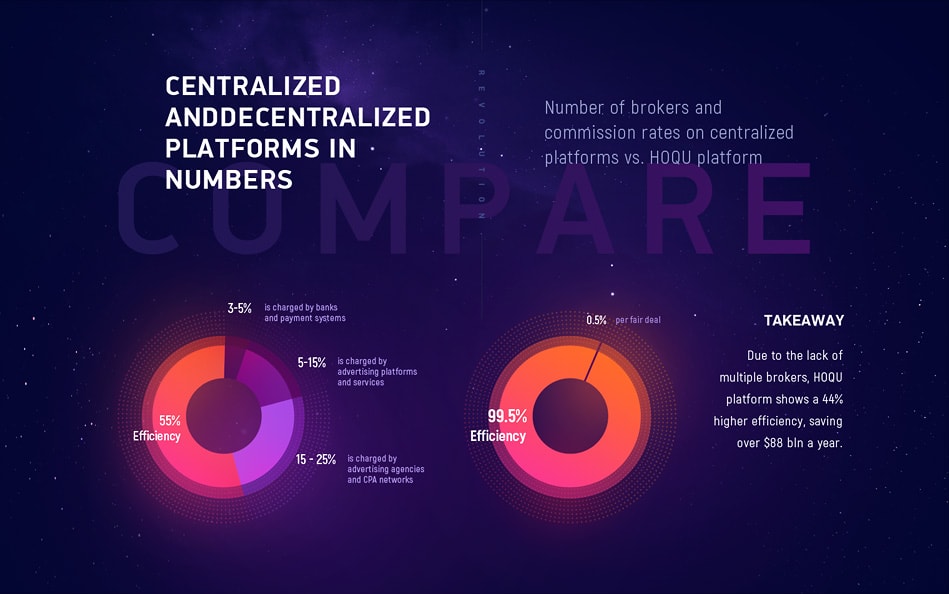 CENTRALIZED
ANDDECENTRALIZED
PLATFORMS IN
NUMBERS
REVOLUTION
Number of brokers and
commission rates on centralized
platforms vs. HOQU platform
COMPARE
3-5%
is charged by banks
and payment systems
5-15%
is charged by
advertising platforms
and services
55%
Efficiency
15 - 25%
is charged by
advertising agencies
and CPA networks
0.5%
per fair deal
99.5%
Efficiency
TAKEAWAY
Due to the lack of
multiple brokers, HOQU
platform shows a 44%
higher efficiency, saving
over $88 bln a year.